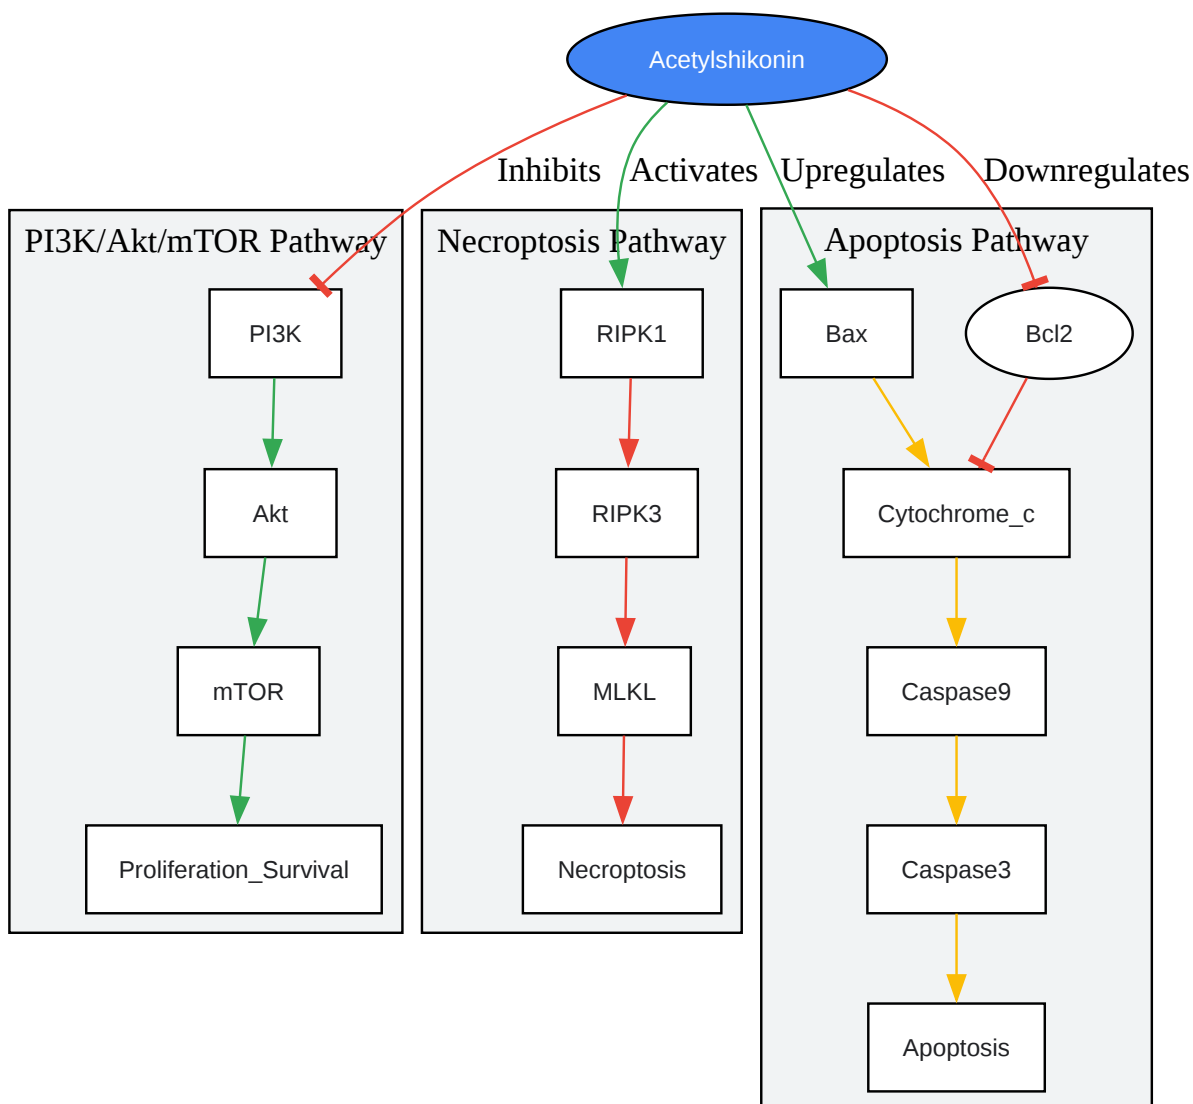 Acetylshikonin
Inhibits
Activates
Upregulates
Downregulates
PI3K/Akt/mTOR Pathway
Necroptosis Pathway
Apoptosis Pathway
PI3K
RIPK1
Bax
Bcl2
Akt
RIPK3
Cytochrome_c
mTOR
MLKL
Caspase9
Proliferation_Survival
Necroptosis
Caspase3
Apoptosis